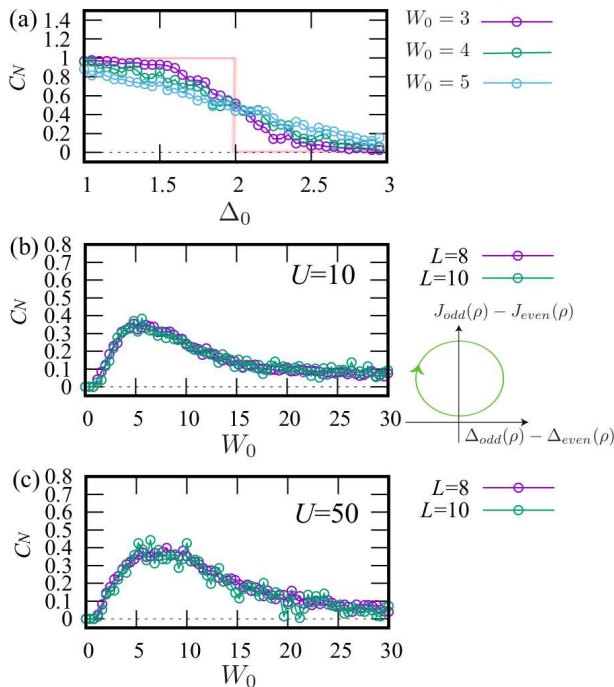 (a)
1.4
1.2
1
0.8
0.6
0.4
0.2
0
C_N
1
1.5
2
2.5
3
Δ_0
W_0 = 3
W_0 = 4
W_0 = 5
(b)
0.8
0.7
0.6
0.5
0.4
0.3
0.2
0.1
0
C_N
U=10
0
5
10
15
20
25
30
W_0
L=8
L=10
J_odd(ρ) − J_even(ρ)
Δ_odd(ρ) − Δ_even(ρ)
(c)
0.8
0.7
0.6
0.5
0.4
0.3
0.2
0.1
0
C_N
U=50
0
5
10
15
20
25
30
W_0
L=8
L=10